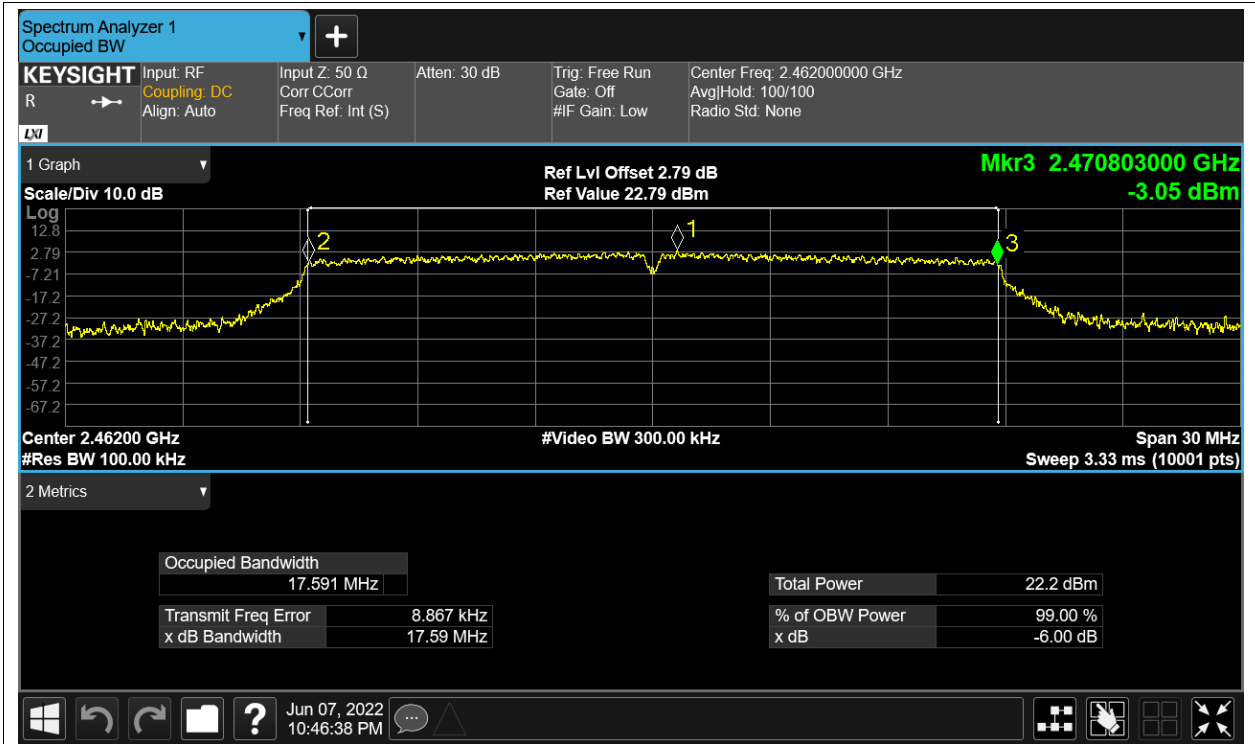 Spectrum Analyzer 1
Occupied BW
KEYSIGHT
R
LXI
Input: RF
Coupling: DC
Align: Auto
Input Z: 50 Ω
Corr CCorr
Freq Ref: Int (S)
Atten: 30 dB
Trig: Free Run
Gate: Off
#IF Gain: Low
Center Freq: 2.462000000 GHz
Avg|Hold: 100/100
Radio Std: None
1 Graph
Scale/Div 10.0 dB
Ref Lvl Offset 2.79 dB
Ref Value 22.79 dBm
Mkr3 2.470803000 GHz
-3.05 dBm
Log
12.8
2.79
-7.21
-17.2
-27.2
-37.2
-47.2
-57.2
-67.2
2
1
3
Center 2.46200 GHz
#Video BW 300.00 kHz
Span 30 MHz
#Res BW 100.00 kHz
Sweep 3.33 ms (10001 pts)
2 Metrics
Occupied Bandwidth
17.591 MHz
Transmit Freq Error 8.867 kHz
x dB Bandwidth 17.59 MHz
Total Power 22.2 dBm
% of OBW Power 99.00 %
x dB -6.00 dB
?
Jun 07, 2022
10:46:38 PM